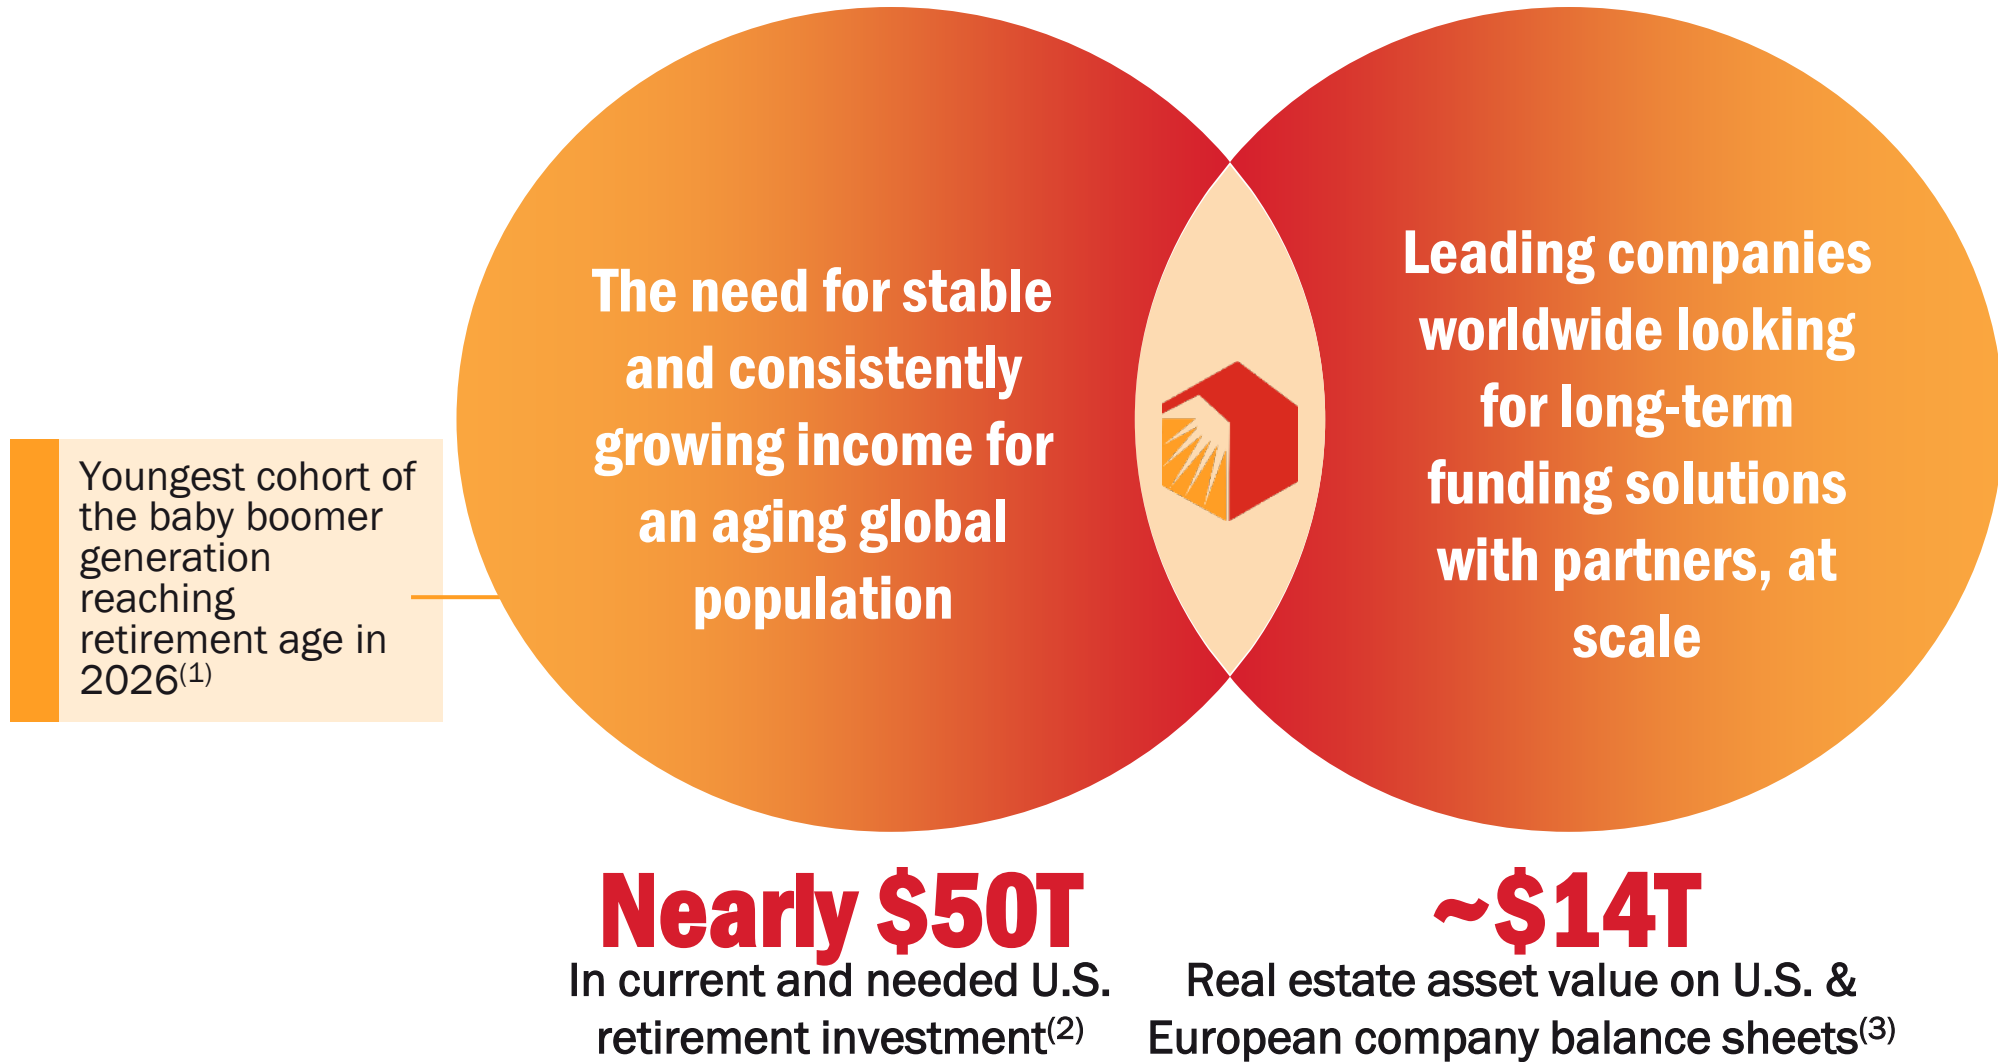 The need for stable
and consistently
growing income for
an aging global
population
Leading companies
worldwide looking
for long-term
funding solutions
with partners, at
scale
Youngest cohort of
the baby boomer
generation
reaching
retirement age in
2026(1)
Nearly $50T
In current and needed U.S.
retirement investment(2)
~$14T
Real estate asset value on U.S. &
European company balance sheets(3)